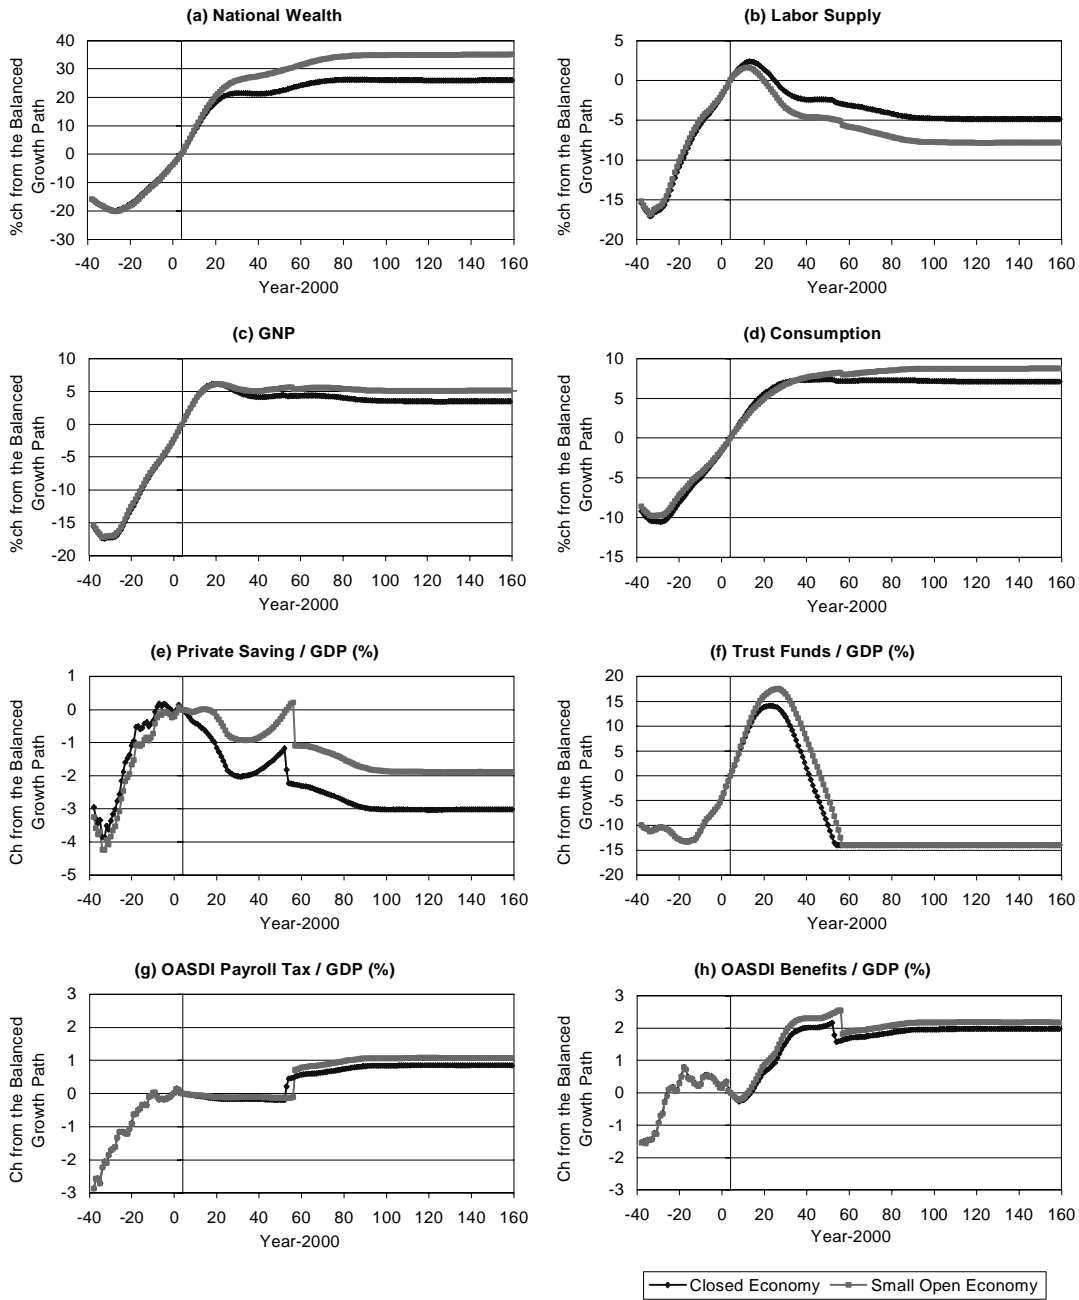 (a) National Wealth
%ch from the Balanced
Growth Path
40
30
20
10
0
-10
-20
-30
-40 -20 0 20 40 60 80 100 120 140 160
Year-2000
(b) Labor Supply
%ch from the Balanced
Growth Path
5
0
-5
-10
-15
-20
-40 -20 0 20 40 60 80 100 120 140 160
Year-2000
(c) GNP
%ch from the Balanced
Growth Path
10
5
0
-5
-10
-15
-20
-40 -20 0 20 40 60 80 100 120 140 160
Year-2000
(d) Consumption
%ch from the Balanced
Growth Path
10
5
0
-5
-10
-15
-40 -20 0 20 40 60 80 100 120 140 160
Year-2000
(e) Private Saving / GDP (%)
Ch from the Balanced
Growth Path
1
0
-1
-2
-3
-4
-5
-40 -20 0 20 40 60 80 100 120 140 160
Year-2000
(f) Trust Funds / GDP (%)
Ch from the Balanced
Growth Path
20
15
10
5
0
-5
-10
-15
-20
-40 -20 0 20 40 60 80 100 120 140 160
Year-2000
(g) OASDI Payroll Tax / GDP (%)
Ch from the Balanced
Growth Path
3
2
1
0
-1
-2
-3
-40 -20 0 20 40 60 80 100 120 140 160
Year-2000
(h) OASDI Benefits / GDP (%)
Ch from the Balanced
Growth Path
3
2
1
0
-1
-2
-3
-40 -20 0 20 40 60 80 100 120 140 160
Year-2000
Closed Economy Small Open Economy